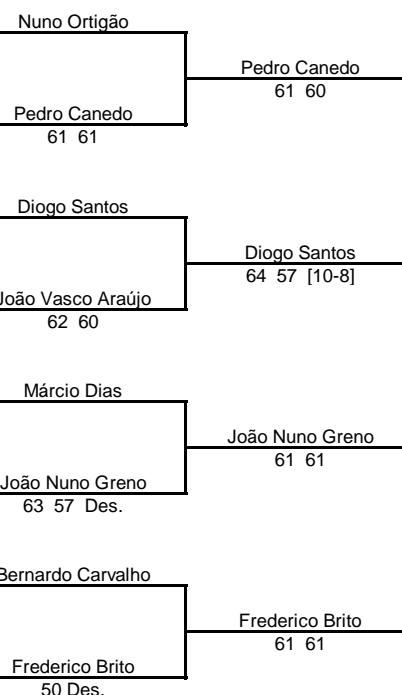 Nuno Ortigão
Pedro Canedo
61 60
Pedro Canedo
61 61
Diogo Santos
Diogo Santos
64 57 [10-8]
João Vasco Araújo
62 60
Márcio Dias
João Nuno Greno
61 61
João Nuno Greno
63 57 Des.
Bernardo Carvalho
Frederico Brito
61 61
Frederico Brito
50 Des.